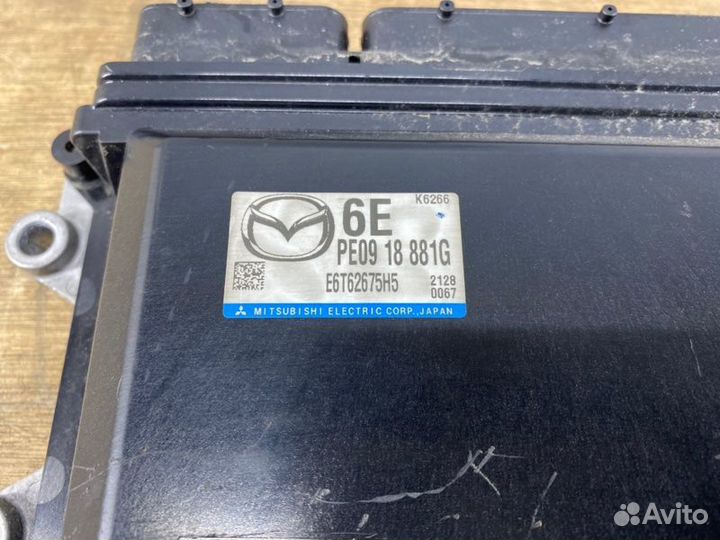 K6266
6E
PE09 18 881G
E6T62675H5
2128
0067
MITSUBISHI ELECTRIC CORP., JAPAN
Avito